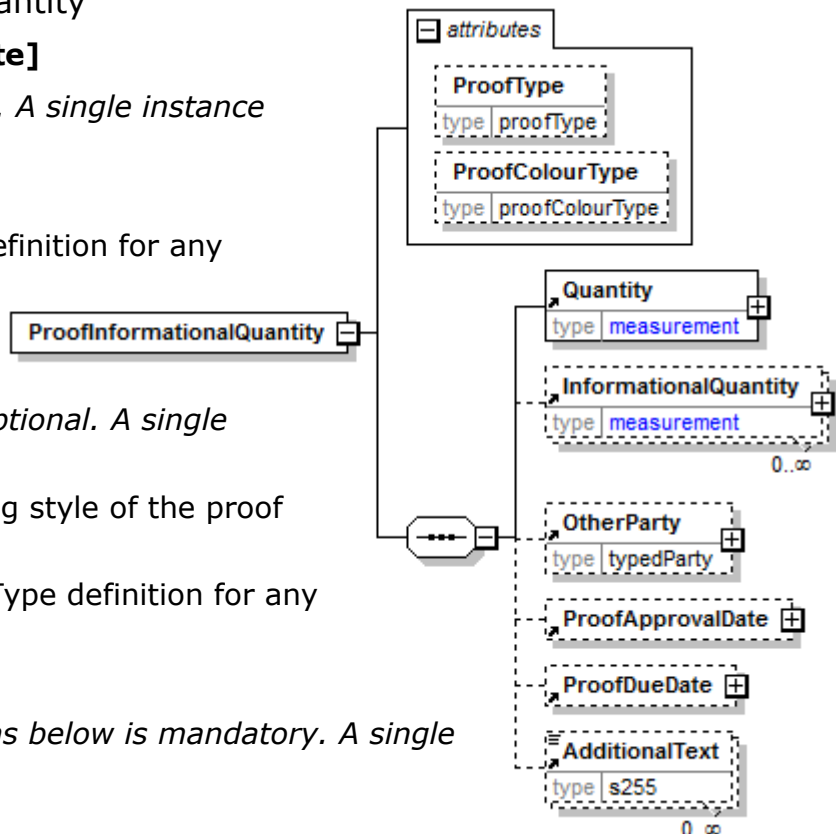 antity
te]
. A single instance
efinition for any
ptional. A single
g style of the proof
Type definition for any
ns below is mandatory. A single
attributes
ProofType
type proofType
ProofColourType
type proofColourType
ProofInformationalQuantity
Quantity
type measurement
InformationalQuantity
type measurement
0..∞
OtherParty
type typedParty
ProofApprovalDate
ProofDueDate
AdditionalText
type s255
0..∞